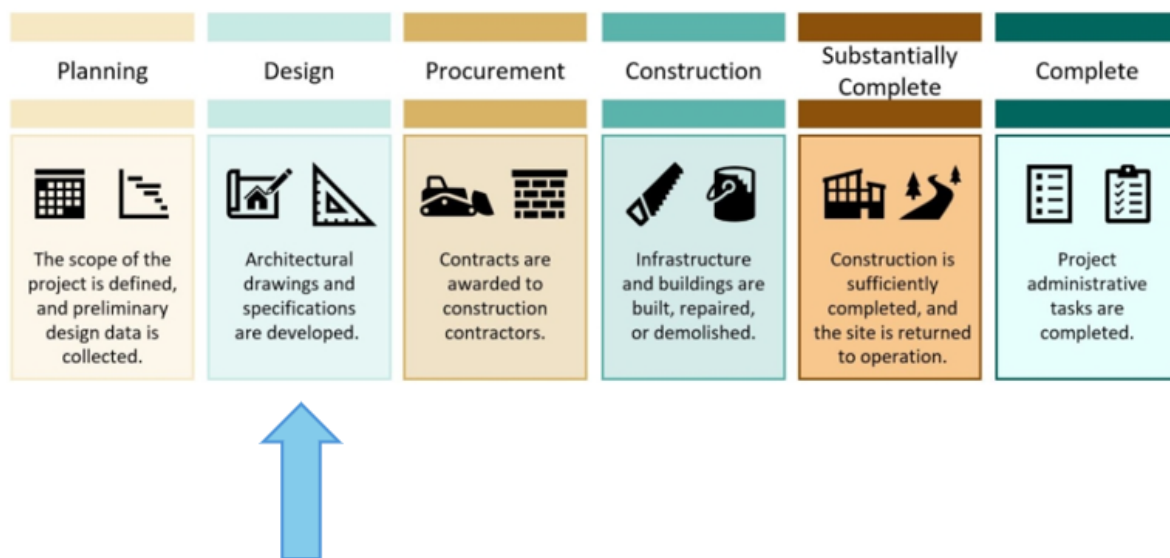 Planning
Design
Procurement
Construction
Substantially
Complete
Complete
The scope of the
project is defined,
and preliminary
design data is
collected.
Architectural
drawings and
specifications
are developed.
Contracts are
awarded to
construction
contractors.
Infrastructure
and buildings are
built, repaired,
or demolished.
Construction is
sufficiently
completed, and
the site is returned
to operation.
Project
administrative
tasks are
completed.